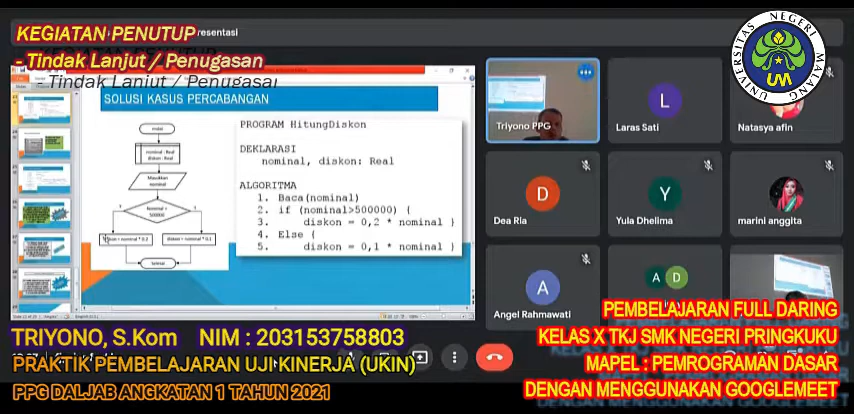 KEGIATAN PENUTUP
- Tindak Lanjut / Penugasan
UNIVERSITAS NEGERI MALANG
UM
SOLUSI KASUS PERCABANGAN
mulai
nominal : Real
diskon : Real
Masukkan
nominal
Nominal >
500000
diskon = nominal * 0.2
diskon = nominal * 0.1
Selesai
PROGRAM HitungDiskon
DEKLARASI
nominal, diskon: Real
ALGORITMA
1. Baca(nominal)
2. if (nominal>500000) {
3. diskon = 0,2 * nominal }
4. Else {
5. diskon = 0,1 * nominal }
Triyono PPG
L
Laras Sati
Natasya afin
D
Dea Ria
Y
Yula Dhelima
marini anggita
A
Angel Rahmawati
A D
TRIYONO, S.Kom NIM : 203153758803
PRAKTIK PEMBELAJARAN UJI KINERJA (UKIN)
PPG DALJAB ANGKATAN 1 TAHUN 2021
PEMBELAJARAN FULL DARING
KELAS X TKJ SMK NEGERI PRINGKUKU
MAPEL : PEMROGRAMAN DASAR
DENGAN MENGGUNAKAN GOOGLEMEET